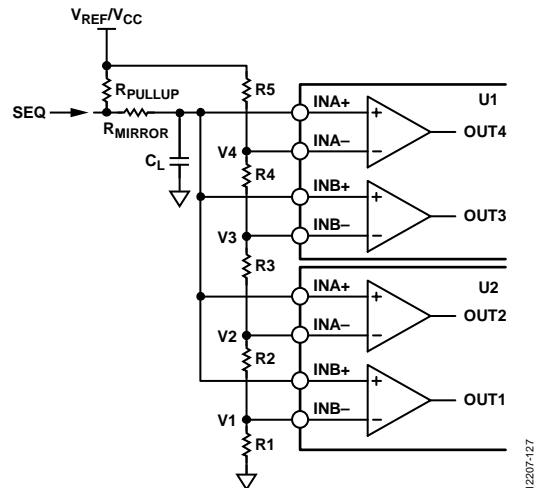 VREF/VCC
RPULLUP
R5
U1
SEQ
INA+
+
OUT4
RMIRROR
V4
INA–
–
CL
R4
INB+
+
OUT3
V3
INB–
–
R3
U2
INA+
+
OUT2
V2
INA–
–
R2
INB+
+
OUT1
V1
INB–
–
R1
12207-127